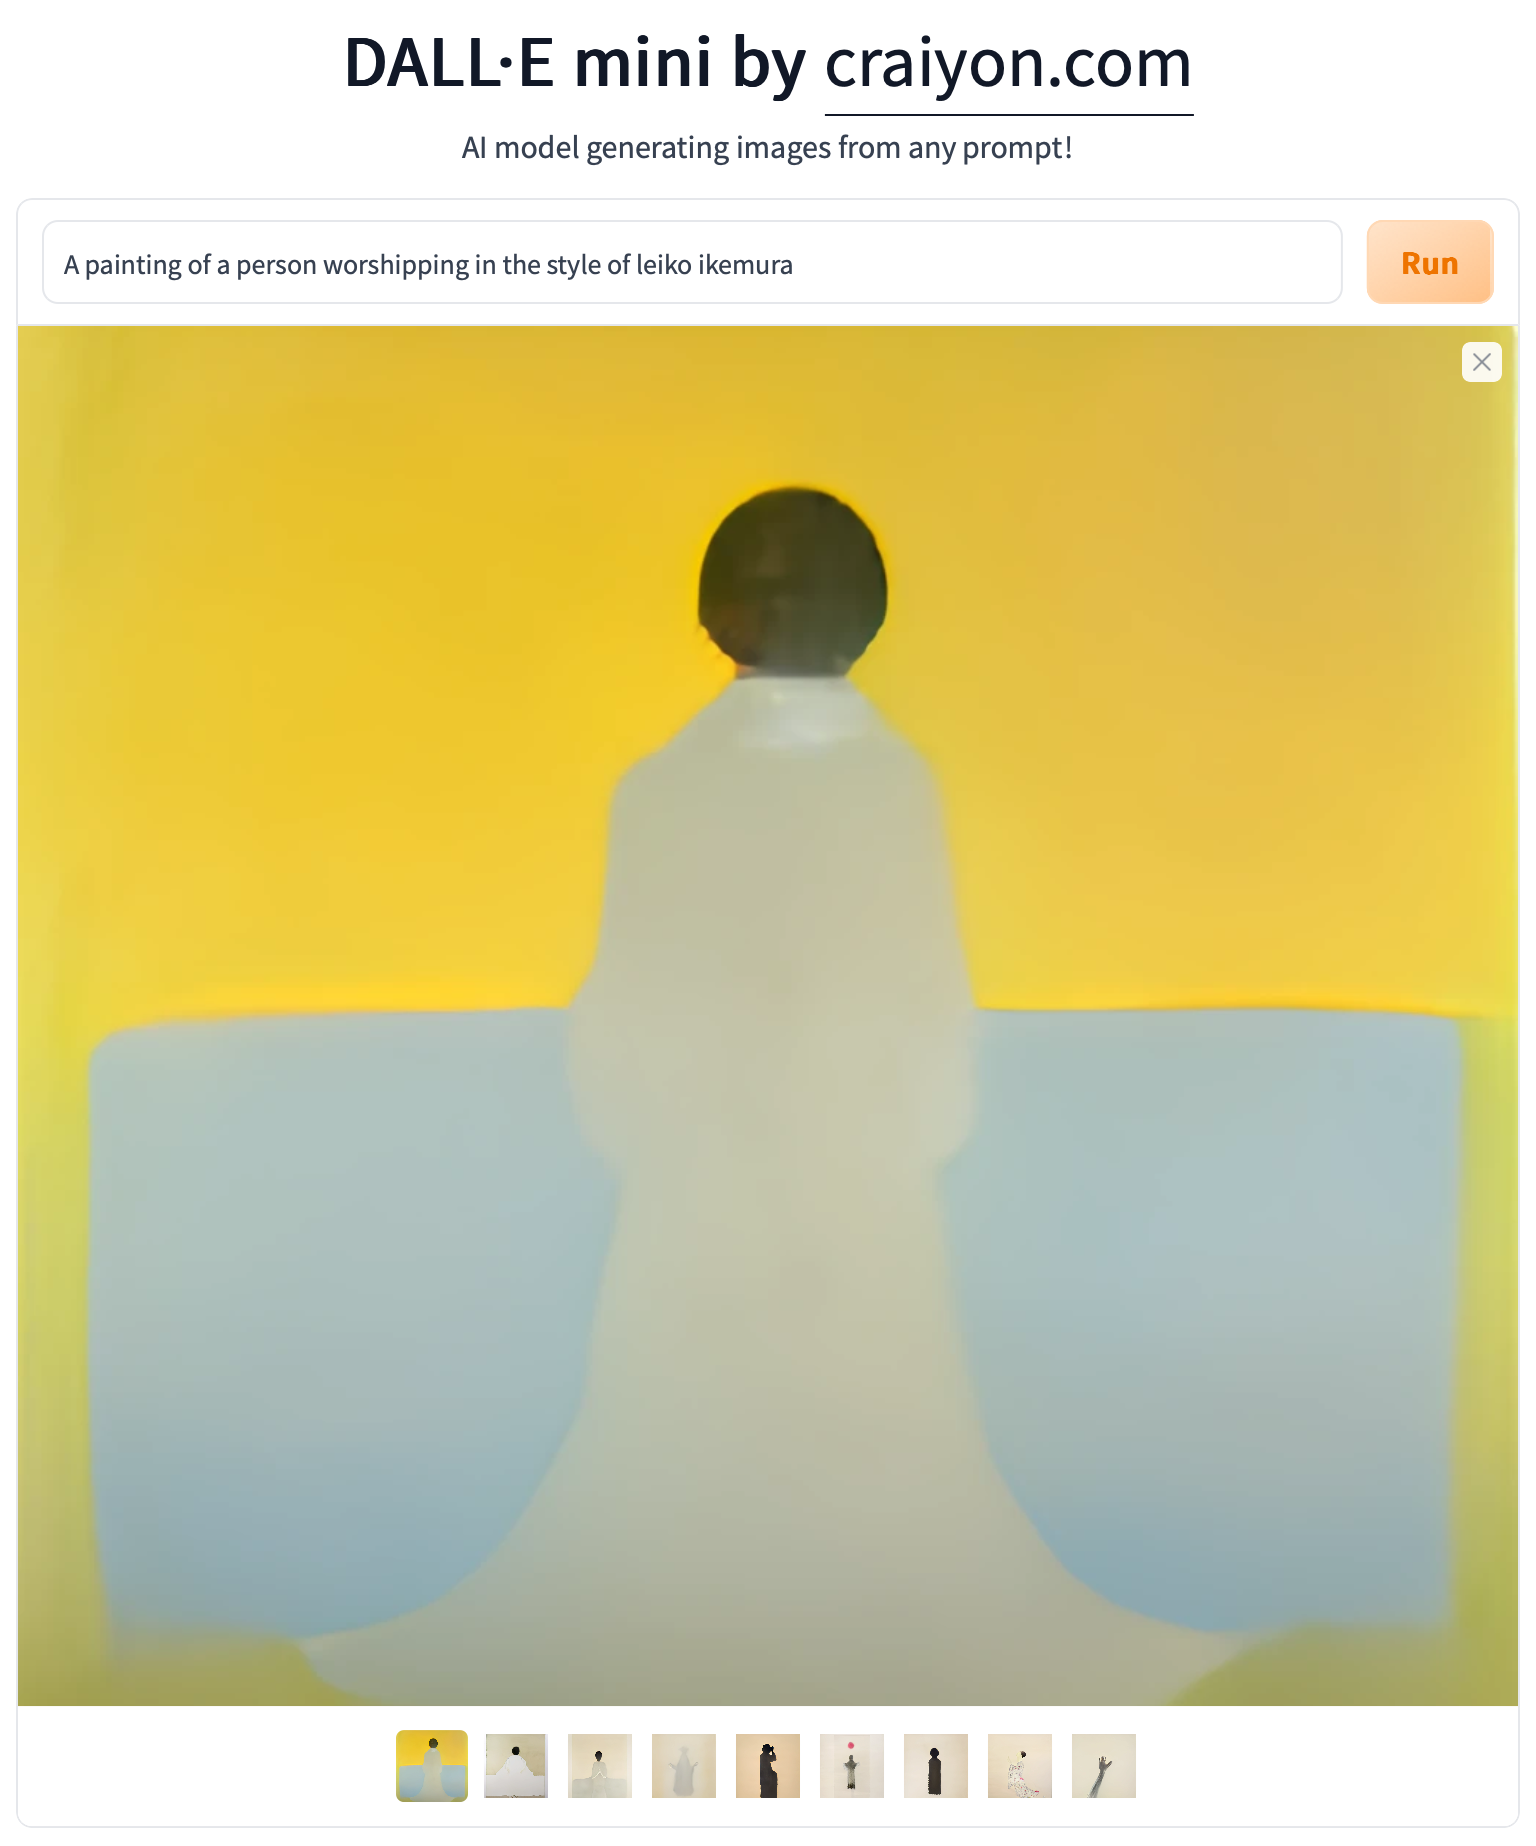 DALL·E mini by craiyon.com
AI model generating images from any prompt!
A painting of a person worshipping in the style of leiko ikemura
Run